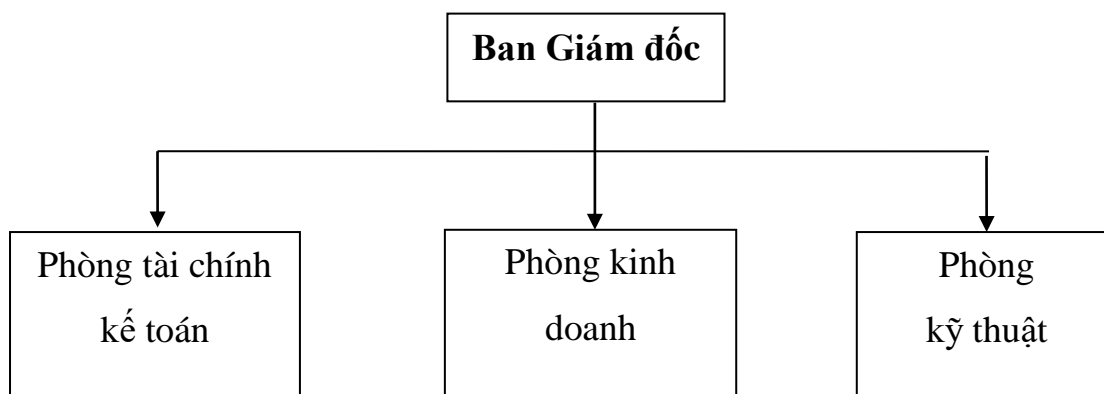 Ban Giám đốc
Phòng tài chính
kế toán
Phòng kinh
doanh
Phòng
kỹ thuật